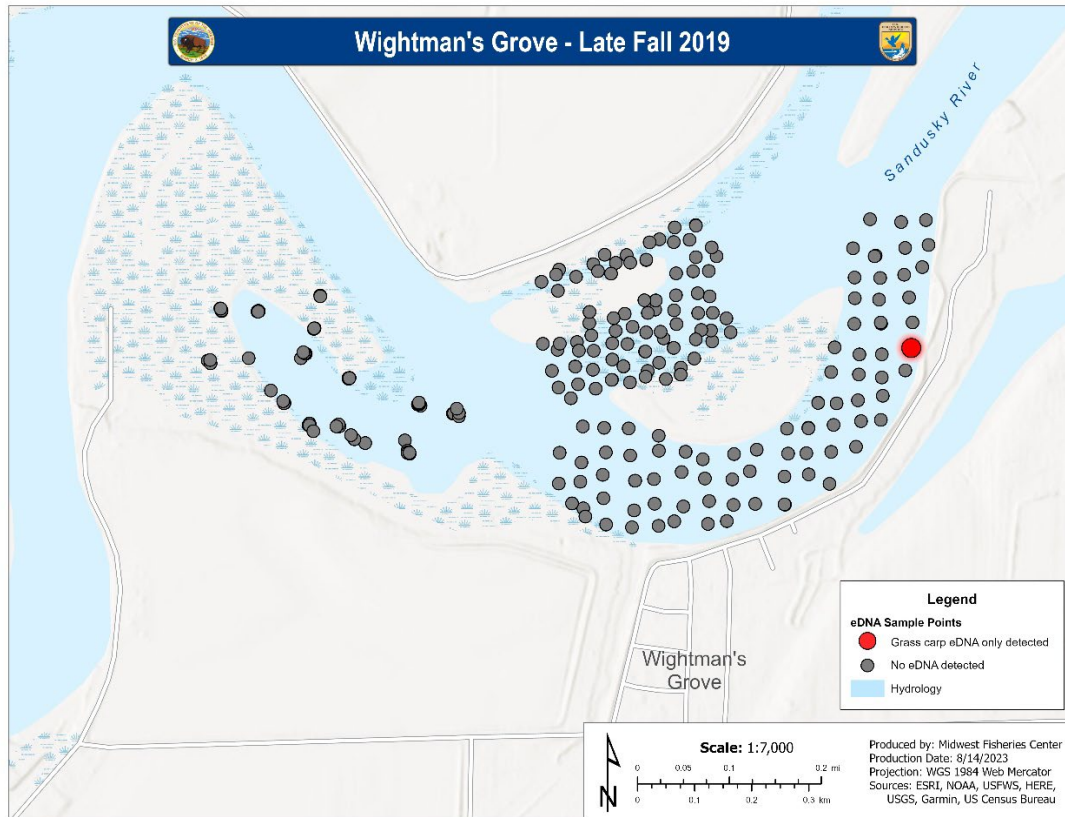 Wightman's Grove - Late Fall 2019
Sandusky River
Wightman's
Grove
Legend
eDNA Sample Points
Grass carp eDNA only detected
No eDNA detected
Hydrology
Scale: 1:7,000
0 0.05 0.1 0.2 mi
0 0.1 0.2 0.3 km
N
Produced by: Midwest Fisheries Center
Production Date: 8/14/2023
Projection: WGS 1984 Web Mercator
Sources: ESRI, NOAA, USFWS, HERE,
USGS, Garmin, US Census Bureau